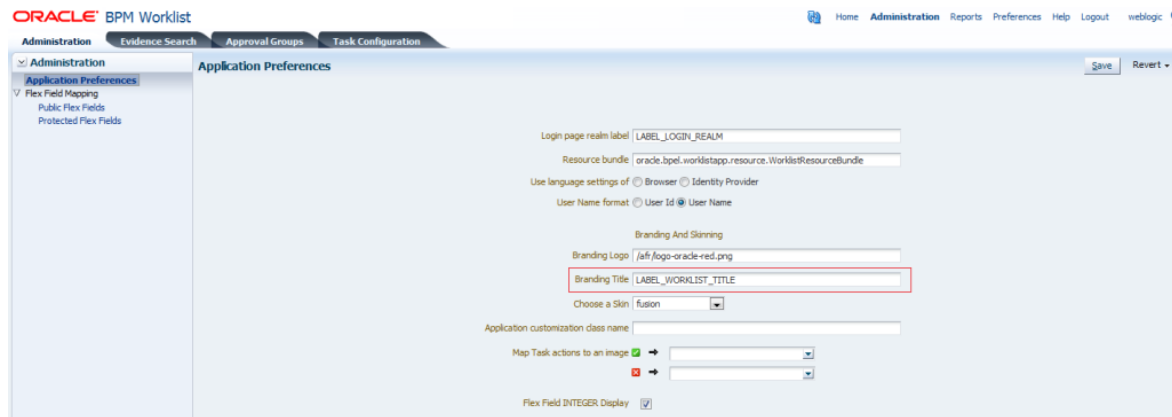 ORACLE BPM Worklist
Home Administration Reports Preferences Help Logout weblogic
Administration Evidence Search Approval Groups Task Configuration
Administration
Application Preferences
Flex Field Mapping
Public Flex Fields
Protected Flex Fields
Application Preferences
Save Revert
Login page realm label LABEL_LOGIN_REALM
Resource bundle oracle.bpel.worklistapp.resource.WorklistResourceBundle
Use language settings of Browser Identity Provider
User Name format User Id User Name
Branding And Skinning
Branding Logo /afr/logo-oracle-red.png
Branding Title LABEL_WORKLIST_TITLE
Choose a Skin fusion
Application customization class name
Map Task actions to an image
Flex Field INTEGER Display